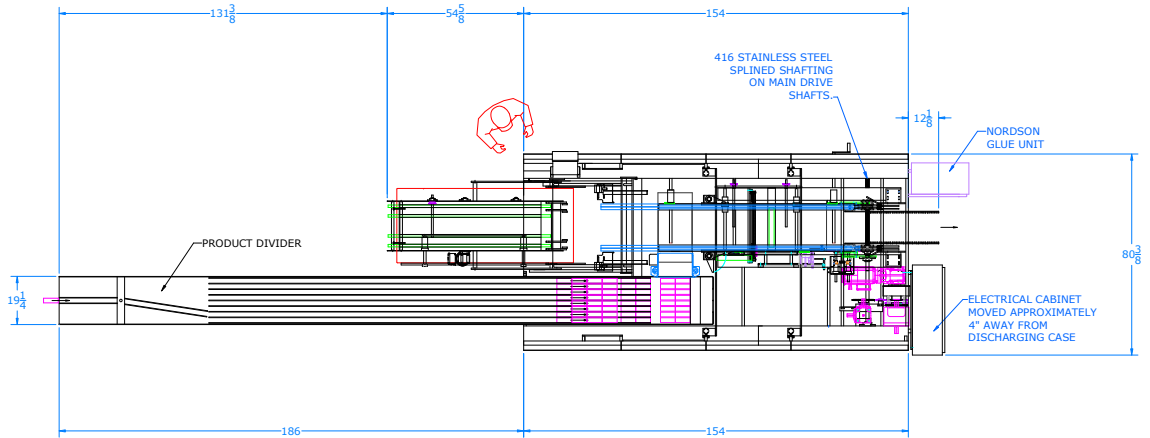 131 3/8
54 5/8
154
416 STAINLESS STEEL
SPLINED SHAFTING
ON MAIN DRIVE
SHAFTS.
12 1/8
NORDSON
GLUE UNIT
PRODUCT DIVIDER
80 3/8
19 1/4
ELECTRICAL CABINET
MOVED APPROXIMATELY
4" AWAY FROM
DISCHARGING CASE
186
154